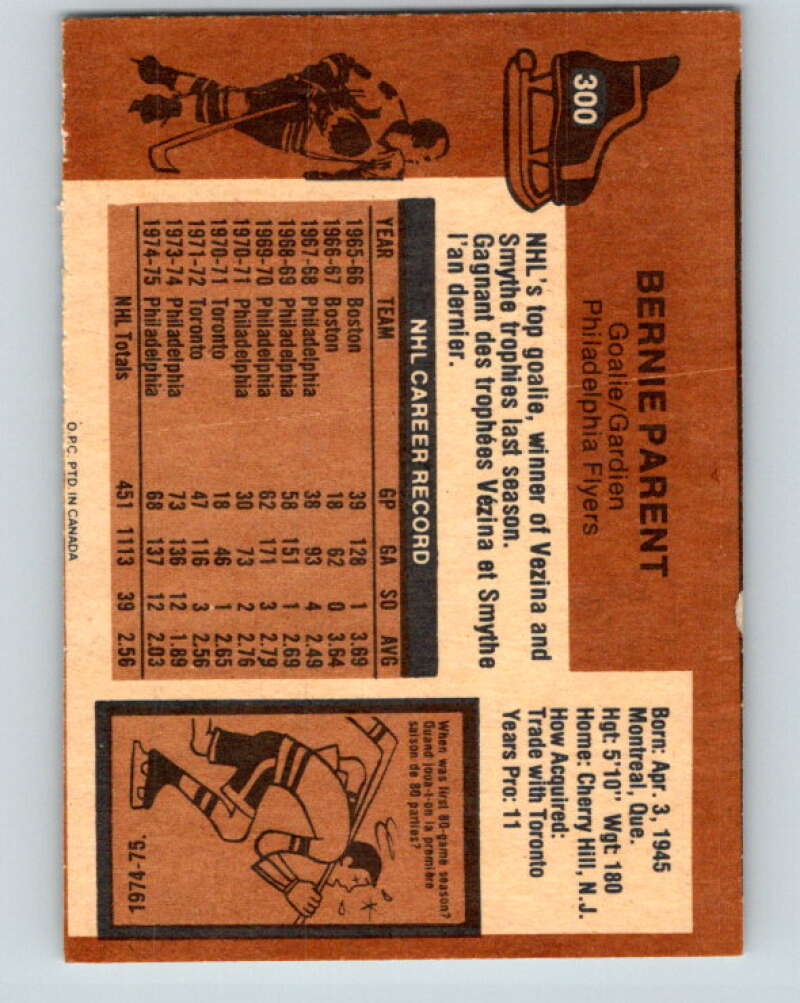 300
BERNIE PARENT
Goalie/Gardien
Philadelphia Flyers
NHL's top goalie, winner of Vezina and
Smythe trophies last season.
Gagnant des trophées Vézina et Smythe
l'an dernier.
Born: Apr. 3, 1945
Montreal, Que.
Hgt: 5'10" Wgt: 180
Home: Cherry Hill, N.J.
How Acquired:
Trade with Toronto
Years Pro: 11
NHL CAREER RECORD
YEAR TEAM GP GA SO AVG
1965-66 Boston 39 128 1 3.69
1966-67 Boston 18 62 0 3.64
1967-68 Philadelphia 38 93 4 2.49
1968-69 Philadelphia 58 151 1 2.69
1969-70 Philadelphia 62 171 3 2.79
1970-71 Philadelphia 30 73 2 2.76
1970-71 Toronto 18 46 1 2.65
1971-72 Toronto 47 116 3 2.56
1973-74 Philadelphia 73 136 12 1.89
1974-75 Philadelphia 68 137 12 2.03
NHL Totals 451 1113 39 2.56
When was first 80-game season?
Quand joua-t-on la première
saison de 80 parties?
1974-75.
O.P.C. PTD. IN CANADA